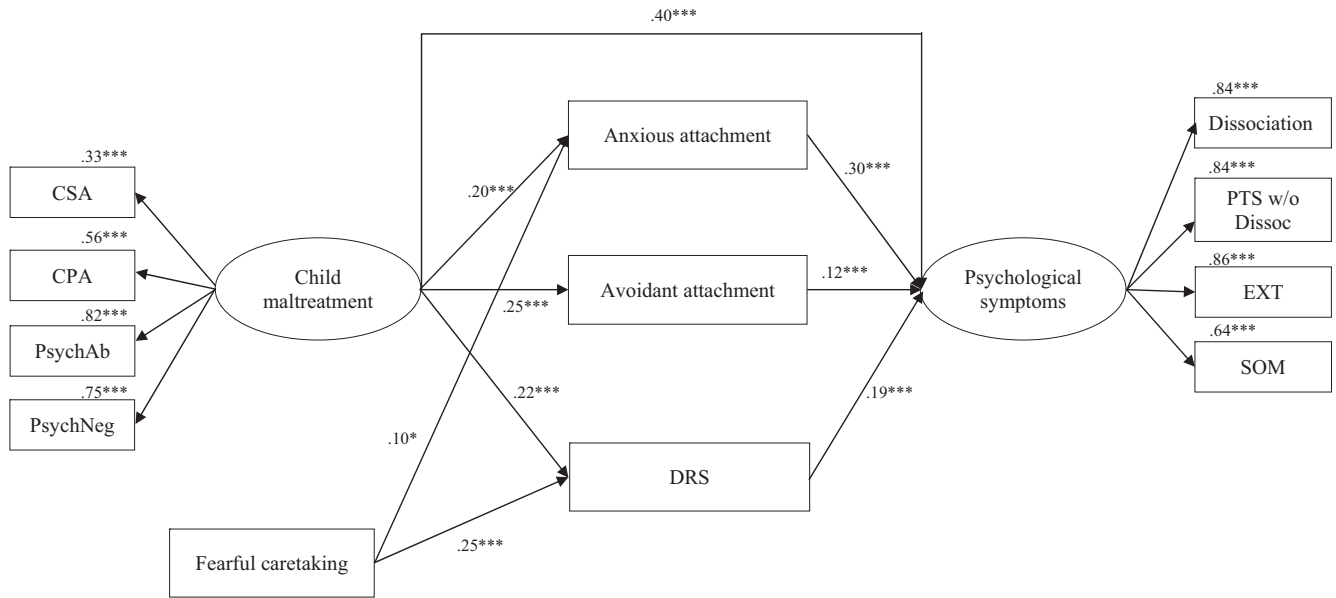 .40***
.84***
Dissociation
Anxious attachment
.33***
CSA
.20***
.30***
.84***
PTS w/o
Dissoc
.56***
CPA
Child
maltreatment
.25***
Avoidant attachment
.12***
Psychological
symptoms
.86***
EXT
.82***
PsychAb
.64***
SOM
.75***
PsychNeg
.22***
.19***
.10*
DRS
.25***
Fearful caretaking